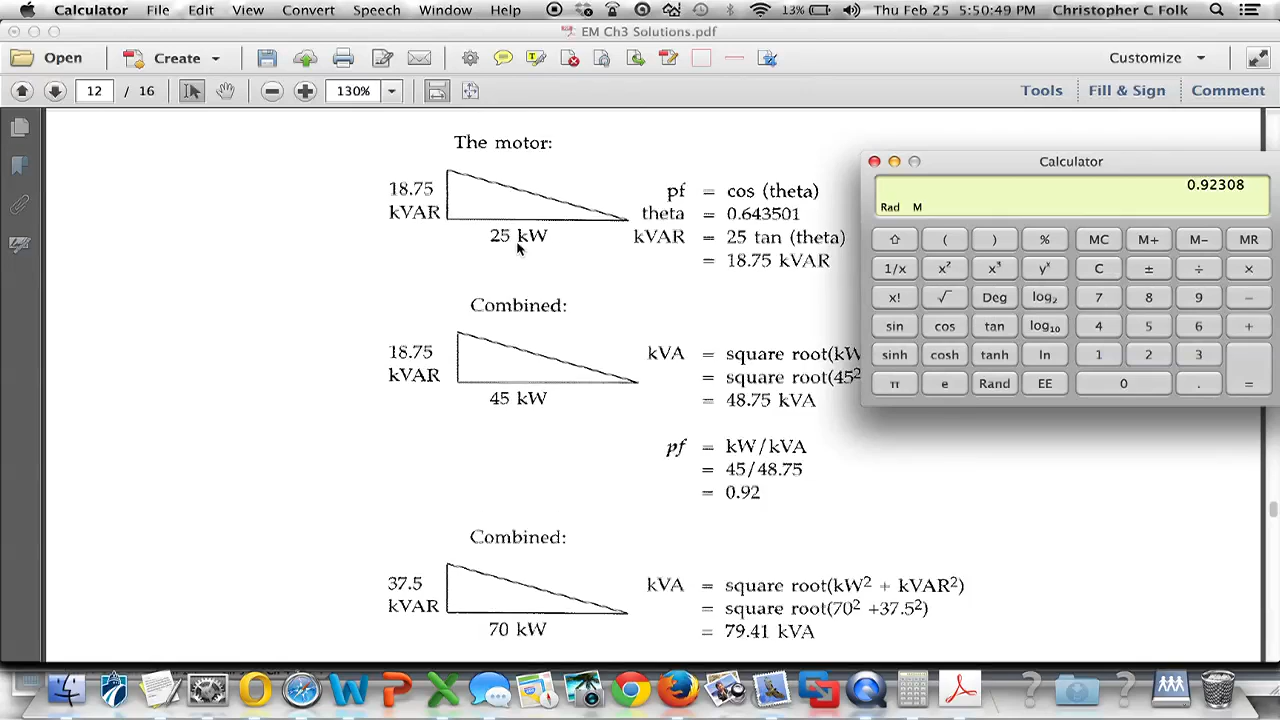 Calculator File Edit View Convert Speech Window Help 13% Thu Feb 25 5:50:49 PM Christopher C Folk
EM Ch3 Solutions.pdf
Open Create Customize
12 / 16 130% Tools Fill & Sign Comment
The motor:
18.75
kVAR
25 kW
pf = cos (theta)
theta = 0.643501
kVAR = 25 tan (theta)
= 18.75 kVAR
Combined:
18.75
kVAR
45 kW
kVA = square root(kW
= square root(45²
= 48.75 kVA
pf = kW/kVA
= 45/48.75
= 0.92
Combined:
37.5
kVAR
70 kW
kVA = square root(kW² + kVAR²)
= square root(70² +37.5²)
= 79.41 kVA
Calculator
0.92308
Rad M
( ) % MC M+ M− MR
1/x x² x³ yˣ C ± ÷ ×
x! √ Deg log₂ 7 8 9 −
sin cos tan log₁₀ 4 5 6 +
sinh cosh tanh ln 1 2 3
π e Rand EE 0 . =